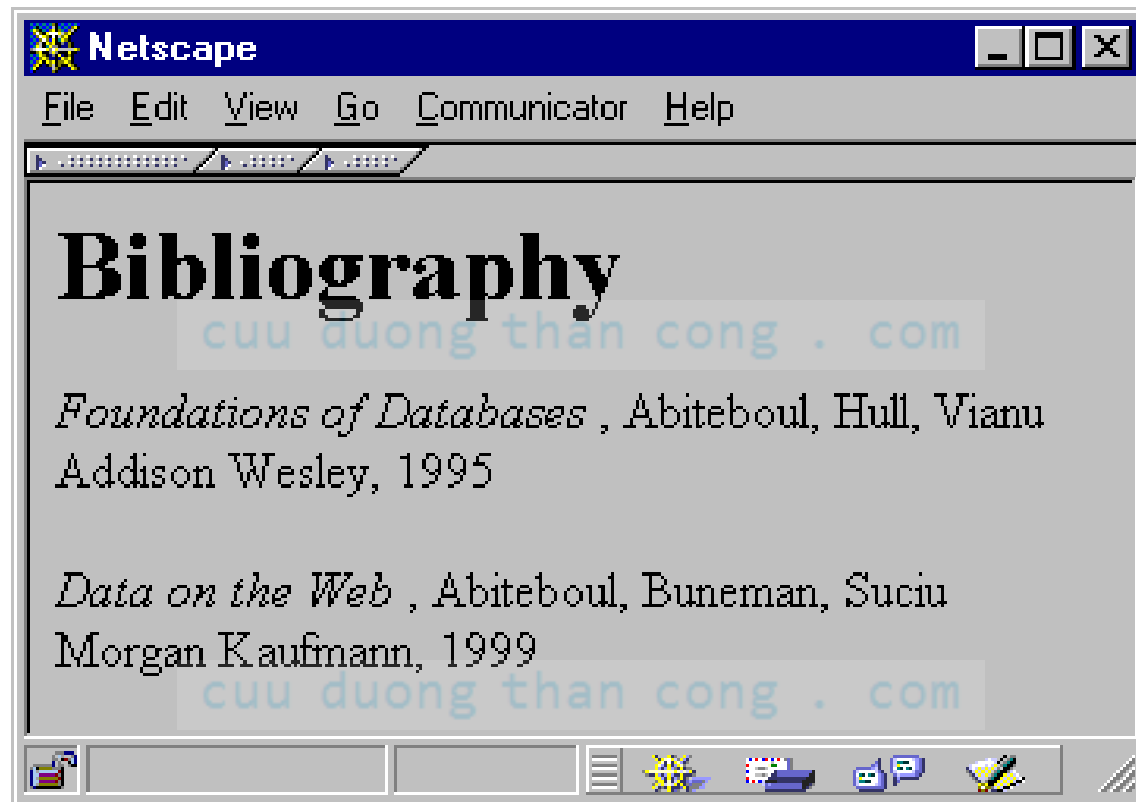 Netscape
File Edit View Go Communicator Help
Bibliography
cuu duong than cong . com
Foundations of Databases , Abiteboul, Hull, Vianu
Addison Wesley, 1995
Data on the Web , Abiteboul, Buneman, Suciu
Morgan Kaufmann, 1999
cuu duong than cong . com